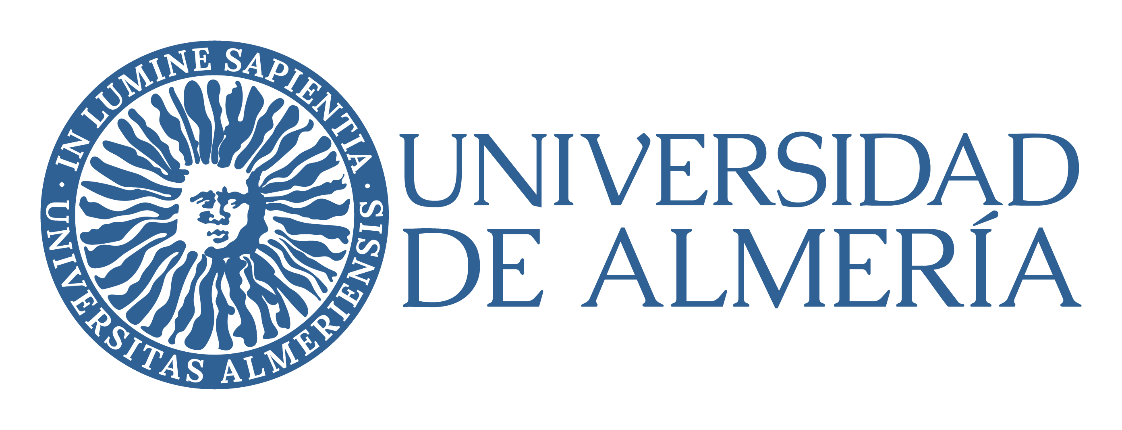 · IN LUMINE SAPIENTIA ·
UNIVERSITAS ALMERIENSIS
UNIVERSIDAD
DE ALMERÍA